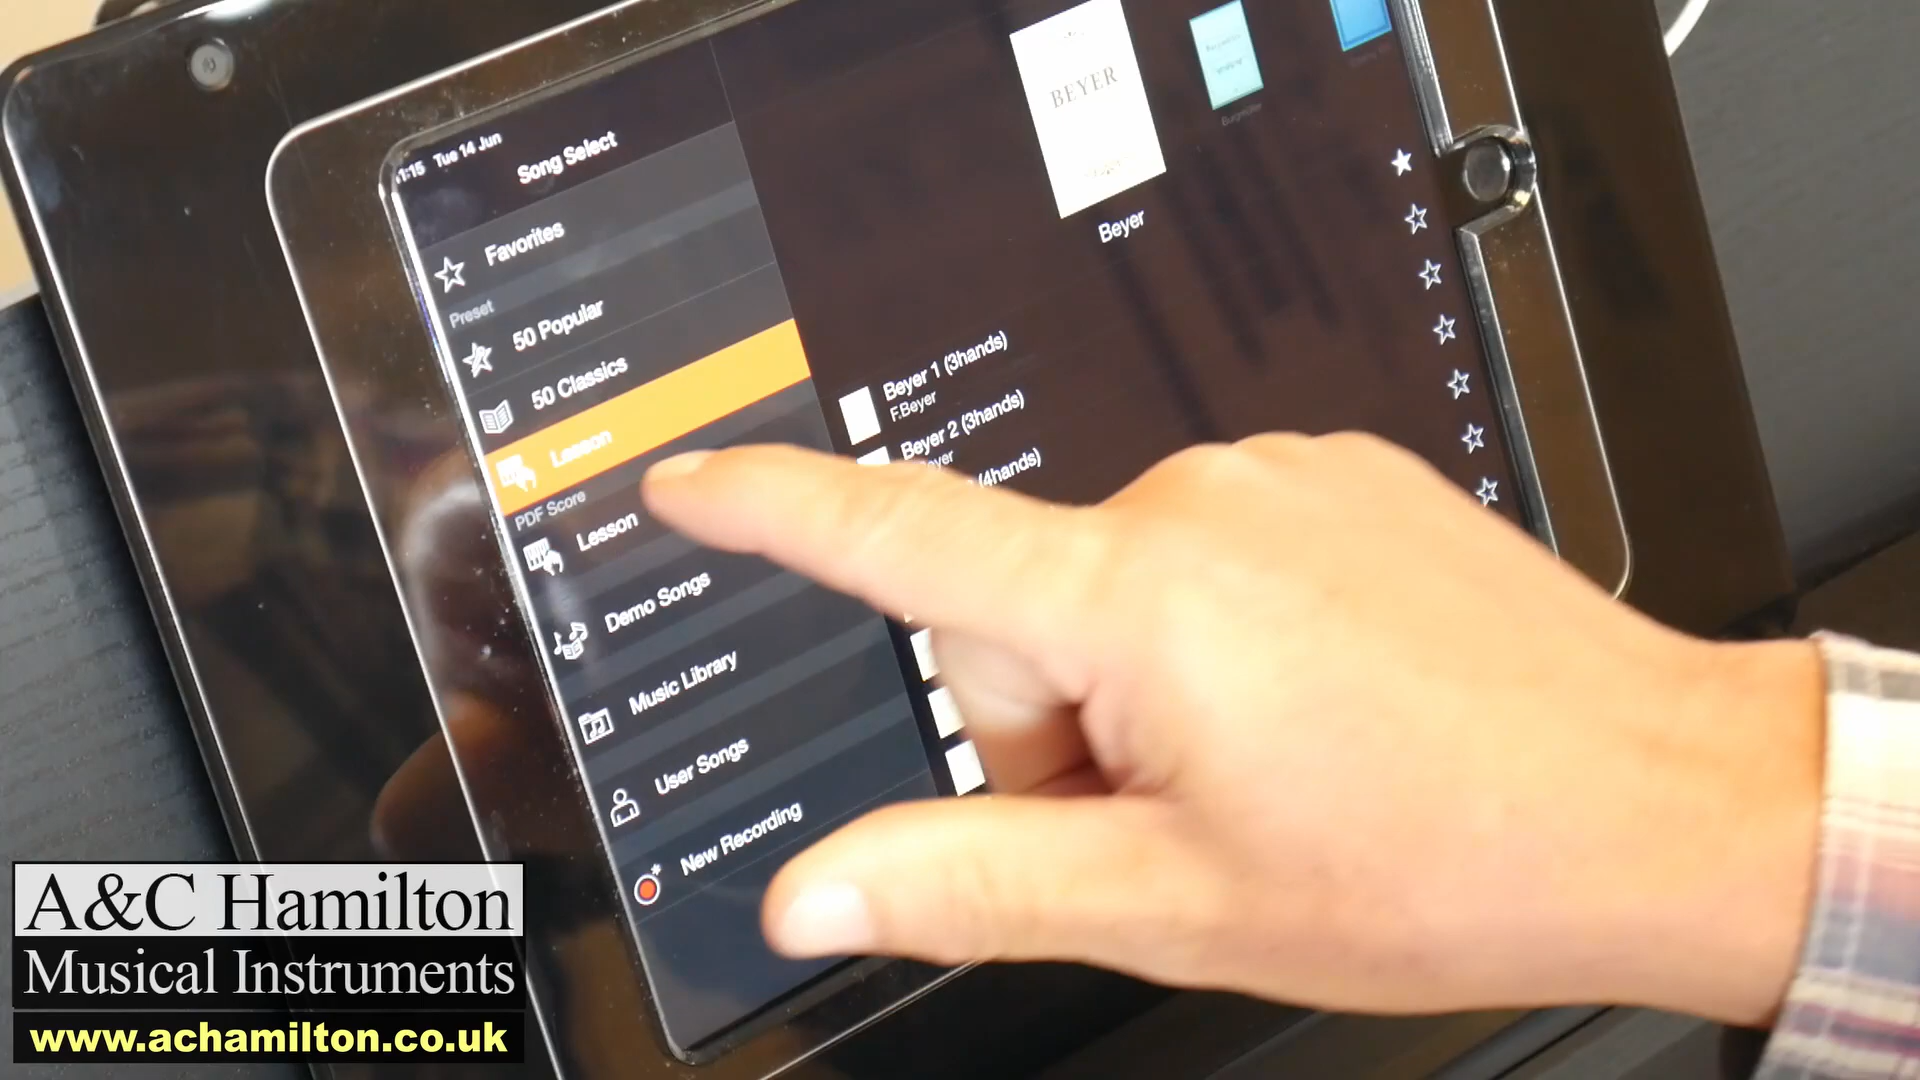 1:15 Tue 14 Jun
Song Select
Favorites
Preset
50 Popular
50 Classics
Lesson
PDF Score
Lesson
Demo Songs
Music Library
User Songs
New Recording
BEYER
Beyer
Beyer 1 (3hands)
F.Beyer
Beyer 2 (3hands)
(4hands)
A&C Hamilton
Musical Instruments
www.achamilton.co.uk